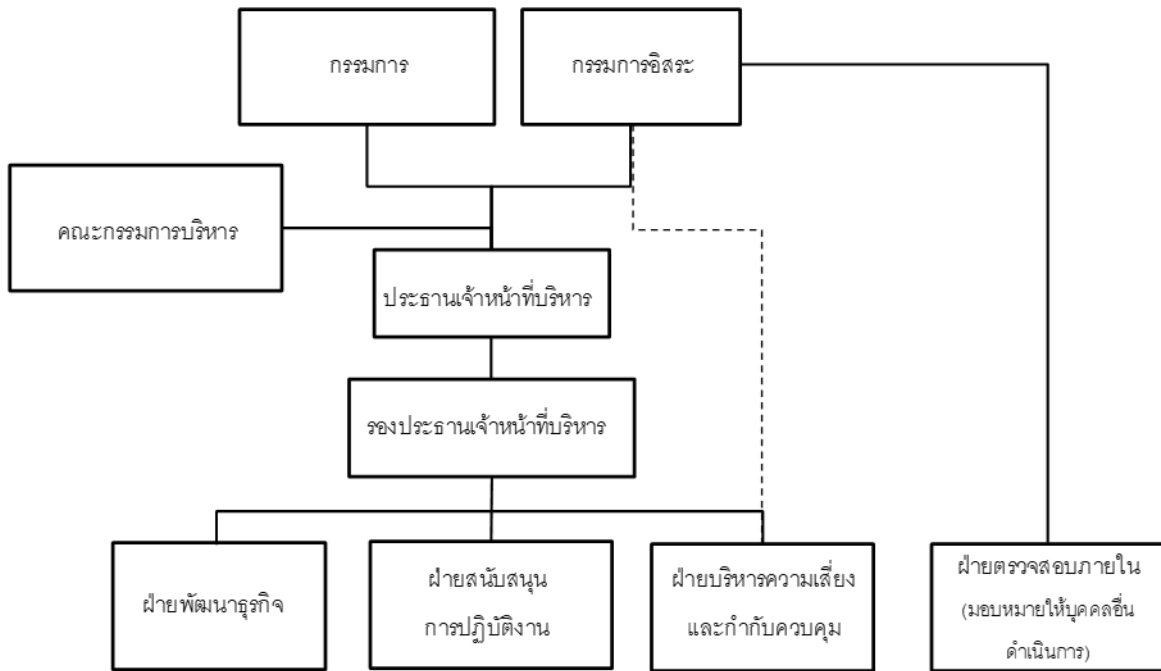 กรรมการ
กรรมการอิสระ
คณะกรรมการบริหาร
ประธานเจ้าหน้าที่บริหาร
รองประธานเจ้าหน้าที่บริหาร
ฝ่ายพัฒนาธุรกิจ
ฝ่ายสนับสนุน
การปฏิบัติงาน
ฝ่ายบริหารความเสี่ยง
และกำกับควบคุม
ฝ่ายตรวจสอบภายใน
(มอบหมายให้บุคคลอื่น
ดำเนินการ)